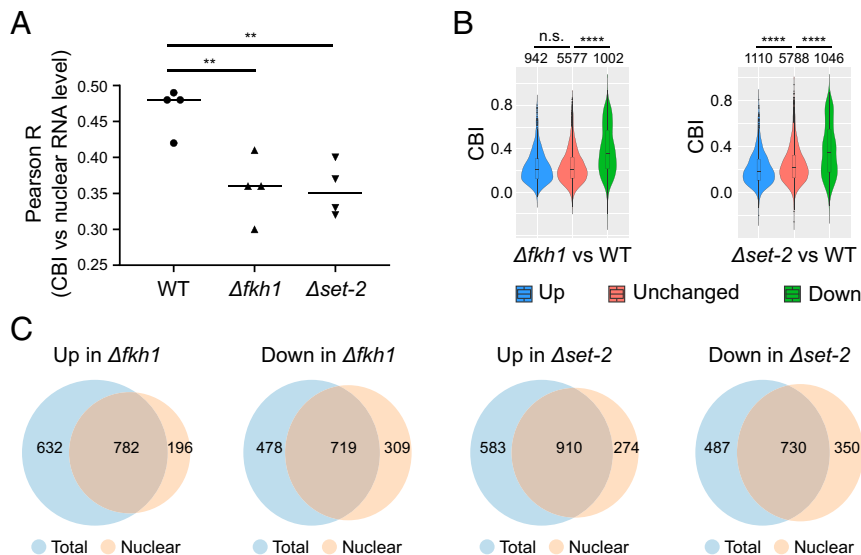 A
Pearson R
(CBI vs nuclear RNA level)
0.50
0.45
0.40
0.35
0.30
0.25
**
**
WT
Δfkh1
Δset-2
B
n.s. ****
942 5577 1002
CBI
0.8
0.4
0.0
Δfkh1 vs WT
**** ****
1110 5788 1046
CBI
0.8
0.4
0.0
Δset-2 vs WT
Up Unchanged Down
C
Up in Δfkh1
632 782 196
Total Nuclear
Down in Δfkh1
478 719 309
Total Nuclear
Up in Δset-2
583 910 274
Total Nuclear
Down in Δset-2
487 730 350
Total Nuclear